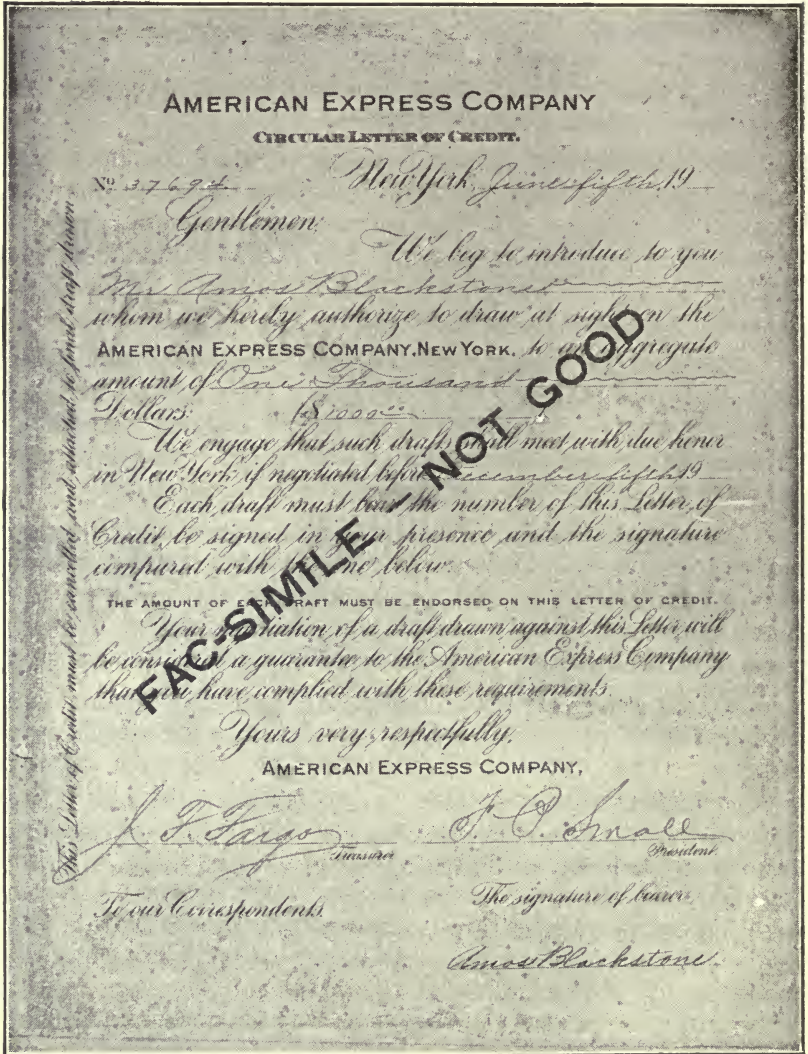 AMERICAN EXPRESS COMPANY
CIRCULAR LETTER OF CREDIT.
No 37694 New York, June fifth 19
Gentlemen:
We beg to introduce to you
Mr Amos Blackstone
whom we hereby authorize to draw at sight on the
AMERICAN EXPRESS COMPANY, NEW YORK, to an aggregate
amount of One Thousand
Dollars. ($1000.00
We engage that such drafts shall meet with due honor
in New York if negotiated before December fifth 19
Each draft must bear the number of this Letter of
Credit, be signed in your presence and the signature
compared with the one below.
THE AMOUNT OF EACH DRAFT MUST BE ENDORSED ON THIS LETTER OF CREDIT.
Your negotiation of a draft drawn against this Letter will
be considered a guarantee to the American Express Company
that you have complied with these requirements.
Yours very respectfully,
AMERICAN EXPRESS COMPANY,
J. F. Fargo F. P. Small
Treasurer President.
To our Correspondents. The signature of bearer
Amos Blackstone.
This Letter of Credit must be cancelled and attached to final draft drawn
FAC-SIMILE - NOT GOOD